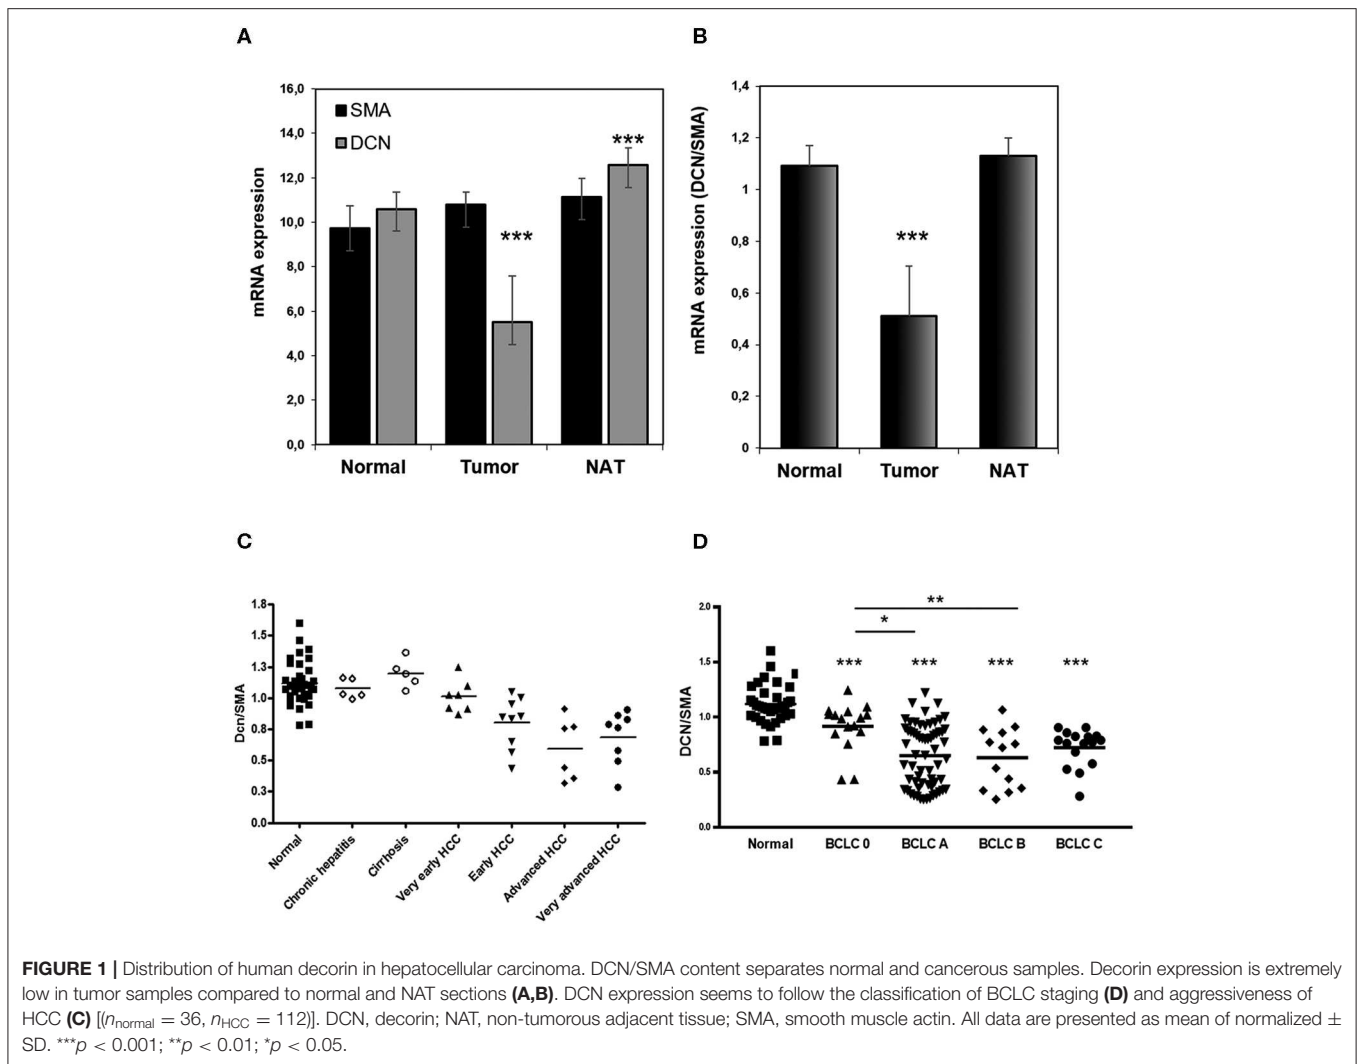 A
16,0
14,0
12,0
10,0
8,0
6,0
4,0
2,0
0,0
mRNA expression
SMA
DCN
***
***
Normal
Tumor
NAT
B
1,4
1,2
1
0,8
0,6
0,4
0,2
0
mRNA expression (DCN/SMA)
***
Normal
Tumor
NAT
C
1.8
1.5
1.3
1.0
0.8
0.5
0.3
0.0
Dcn/SMA
Normal
Chronic hepatitis
Cirrhosis
Very early HCC
Early HCC
Advanced HCC
Very advanced HCC
D
2.0
1.5
1.0
0.5
0.0
DCN/SMA
**
*
***
***
***
***
Normal
BCLC 0
BCLC A
BCLC B
BCLC C
FIGURE 1 | Distribution of human decorin in hepatocellular carcinoma. DCN/SMA content separates normal and cancerous samples. Decorin expression is extremely
low in tumor samples compared to normal and NAT sections (A,B). DCN expression seems to follow the classification of BCLC staging (D) and aggressiveness of
HCC (C) [(nnormal = 36, nHCC = 112)]. DCN, decorin; NAT, non-tumorous adjacent tissue; SMA, smooth muscle actin. All data are presented as mean of normalized ±
SD. ***p < 0.001; **p < 0.01; *p < 0.05.